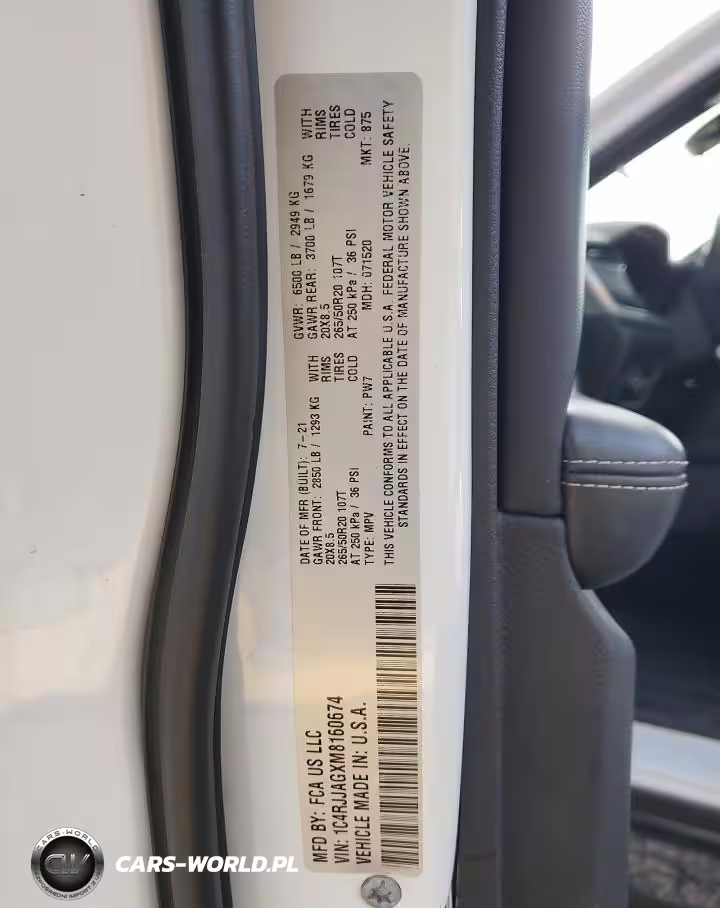 MFD BY: FCA US LLC
VIN: 1C4RJJAGXM8160674
VEHICLE MADE IN: U.S.A.
DATE OF MFR (BUILT): 7-21 GVWR: 6500 LB / 2949 KG
GAWR FRONT: 2850 LB / 1293 KG WITH GAWR REAR: 3700 LB / 1679 KG WITH
20X8.5 RIMS 20X8.5 RIMS
265/50R20 107T TIRES 265/50R20 107T TIRES
AT 250 kPa / 36 PSI COLD AT 250 kPa / 36 PSI COLD
TYPE: MPV PAINT: PW7 MDH: 071520 MKT: 875
THIS VEHICLE CONFORMS TO ALL APPLICABLE U.S.A. FEDERAL MOTOR VEHICLE SAFETY
STANDARDS IN EFFECT ON THE DATE OF MANUFACTURE SHOWN ABOVE.
CARS-WORLD.PL
CW
CARS-WORLD.PL